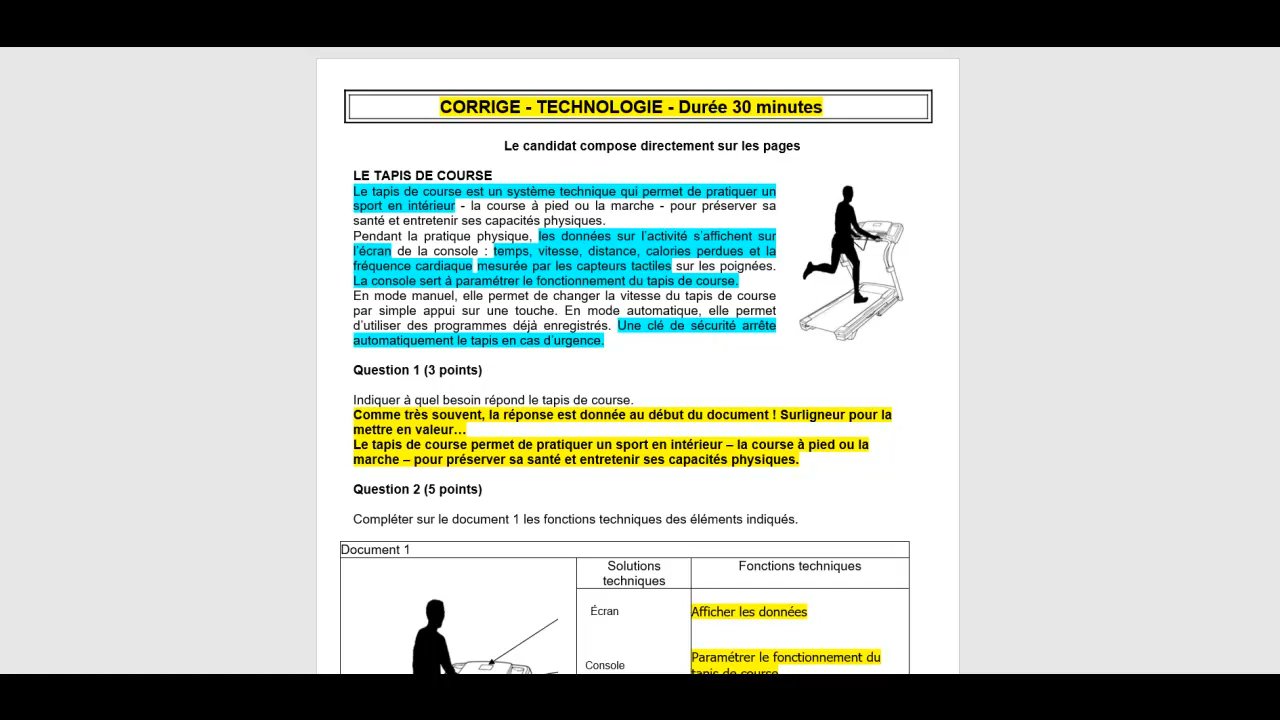 CORRIGE - TECHNOLOGIE - Durée 30 minutes
Le candidat compose directement sur les pages
LE TAPIS DE COURSE
Le tapis de course est un système technique qui permet de pratiquer un
sport en intérieur - la course à pied ou la marche - pour préserver sa
santé et entretenir ses capacités physiques.
Pendant la pratique physique, les données sur l'activité s'affichent sur
l'écran de la console : temps, vitesse, distance, calories perdues et la
fréquence cardiaque mesurée par les capteurs tactiles sur les poignées.
La console sert à paramétrer le fonctionnement du tapis de course.
En mode manuel, elle permet de changer la vitesse du tapis de course
par simple appui sur une touche. En mode automatique, elle permet
d'utiliser des programmes déjà enregistrés. Une clé de sécurité arrête
automatiquement le tapis en cas d'urgence.
Question 1 (3 points)
Indiquer à quel besoin répond le tapis de course.
Comme très souvent, la réponse est donnée au début du document ! Surligneur pour la
mettre en valeur…
Le tapis de course permet de pratiquer un sport en intérieur – la course à pied ou la
marche – pour préserver sa santé et entretenir ses capacités physiques.
Question 2 (5 points)
Compléter sur le document 1 les fonctions techniques des éléments indiqués.
Document 1
Solutions
techniques
Fonctions techniques
Écran
Afficher les données
Console
Paramétrer le fonctionnement du
tapis de course